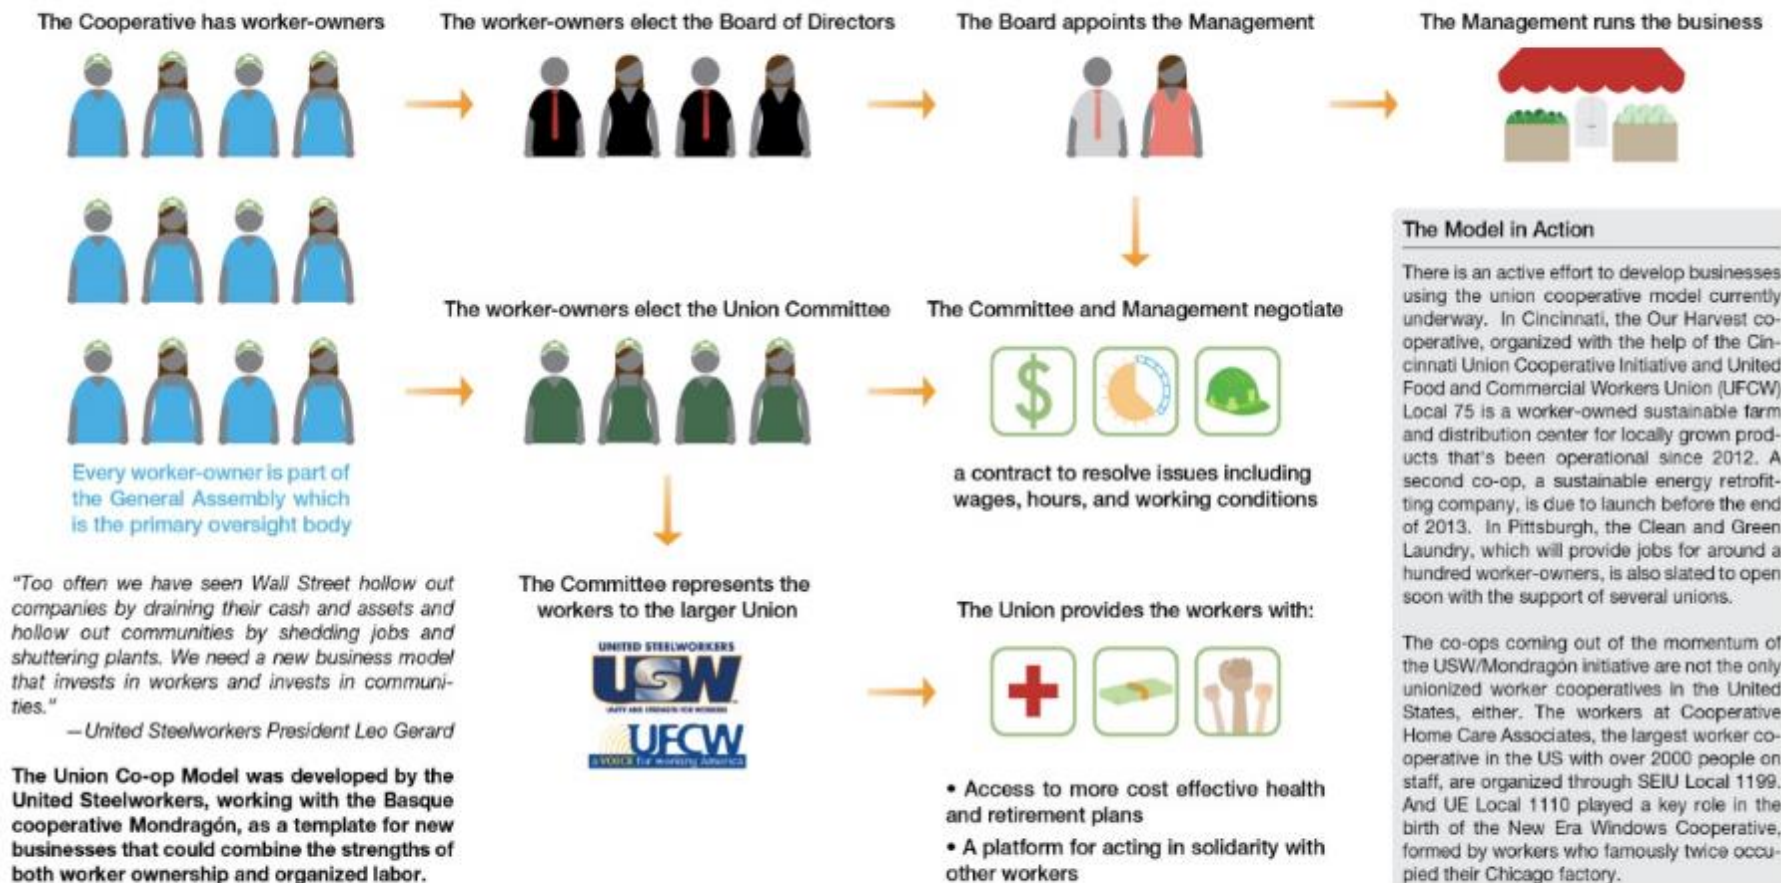 The Cooperative has worker-owners
The worker-owners elect the Board of Directors
The Board appoints the Management
The Management runs the business
The worker-owners elect the Union Committee
The Committee and Management negotiate
a contract to resolve issues including
wages, hours, and working conditions
Every worker-owner is part of
the General Assembly which
is the primary oversight body
"Too often we have seen Wall Street hollow out
companies by draining their cash and assets and
hollow out communities by shedding jobs and
shuttering plants. We need a new business model
that invests in workers and invests in communi-
ties."
—United Steelworkers President Leo Gerard
The Union Co-op Model was developed by the
United Steelworkers, working with the Basque
cooperative Mondragón, as a template for new
businesses that could combine the strengths of
both worker ownership and organized labor.
The Committee represents the
workers to the larger Union
UNITED STEELWORKERS
USW
UNITY AND STRENGTH FOR WORKERS
UFCW
a VOICE for working America
The Union provides the workers with:
• Access to more cost effective health
and retirement plans
• A platform for acting in solidarity with
other workers
The Model in Action
There is an active effort to develop businesses
using the union cooperative model currently
underway. In Cincinnati, the Our Harvest co-
operative, organized with the help of the Cin-
cinnati Union Cooperative Initiative and United
Food and Commercial Workers Union (UFCW)
Local 75 is a worker-owned sustainable farm
and distribution center for locally grown prod-
ucts that's been operational since 2012. A
second co-op, a sustainable energy retrofit-
ting company, is due to launch before the end
of 2013. In Pittsburgh, the Clean and Green
Laundry, which will provide jobs for around a
hundred worker-owners, is also slated to open
soon with the support of several unions.
The co-ops coming out of the momentum of
the USW/Mondragón initiative are not the only
unionized worker cooperatives in the United
States, either. The workers at Cooperative
Home Care Associates, the largest worker co-
operative in the US with over 2000 people on
staff, are organized through SEIU Local 1199.
And UE Local 1110 played a key role in the
birth of the New Era Windows Cooperative,
formed by workers who famously twice occu-
pied their Chicago factory.